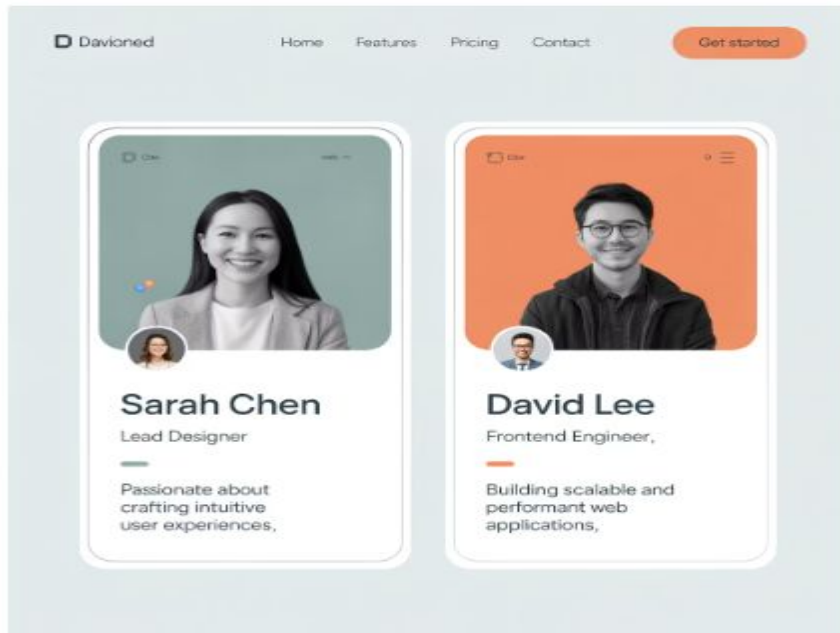 Davioned
Home Features Pricing Contact Get started
Sarah Chen
Lead Designer
Passionate about
crafting intuitive
user experiences,
David Lee
Frontend Engineer,
Building scalable and
performant web
applications,